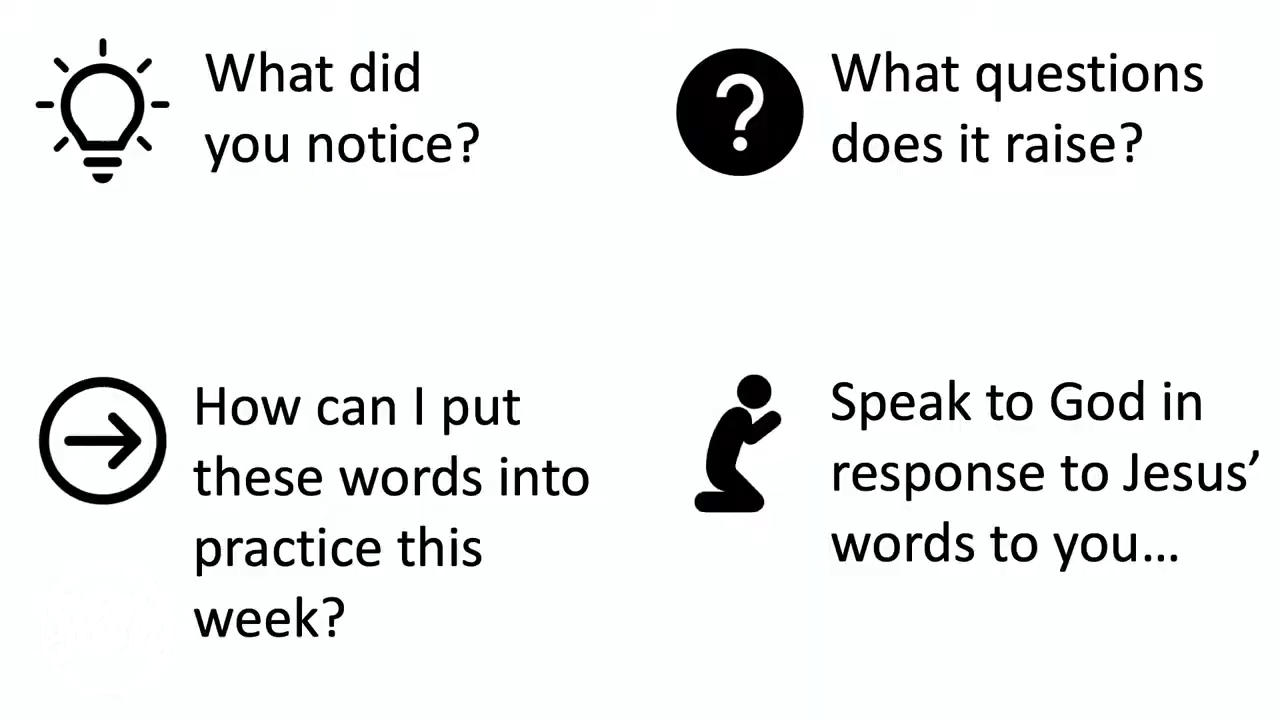 What did
you notice?
What questions
does it raise?
How can I put
these words into
practice this
week?
Speak to God in
response to Jesus’
words to you…